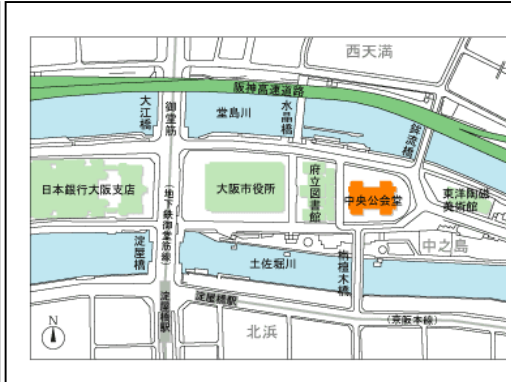 西天満
阪神高速道路
大江橋
御堂筋
堂島川
水晶橋
鉾流橋
日本銀行大阪支店
大阪市役所
府立図書館
中央公会堂
東洋陶磁
美術館
(地下鉄御堂筋線)
中之島
淀屋橋
土佐堀川
栴檀木橋
淀屋橋駅
淀屋橋駅
(京阪本線)
北浜
N